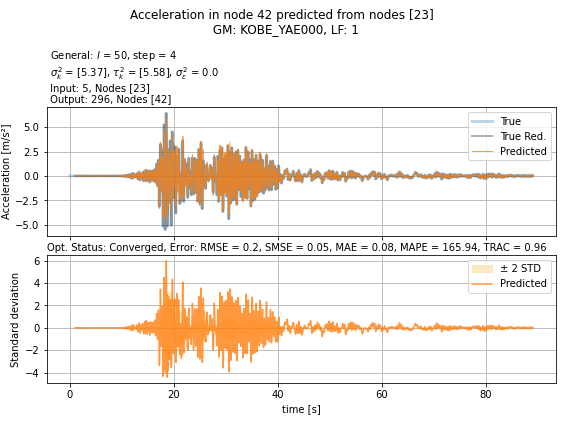 Acceleration in node 42 predicted from nodes [23]
GM: KOBE_YAE000, LF: 1
General: l = 50, step = 4
σ²ₖ = [5.37], τ²ₖ = [5.58], σ²ε = 0.0
Input: 5, Nodes [23]
Output: 296, Nodes [42]
Acceleration [m/s²]
5.0
2.5
0.0
−2.5
−5.0
True
True Red.
Predicted
Opt. Status: Converged, Error: RMSE = 0.2, SMSE = 0.05, MAE = 0.08, MAPE = 165.94, TRAC = 0.96
Standard deviation
6
4
2
0
−2
−4
± 2 STD
Predicted
0 20 40 60 80
time [s]